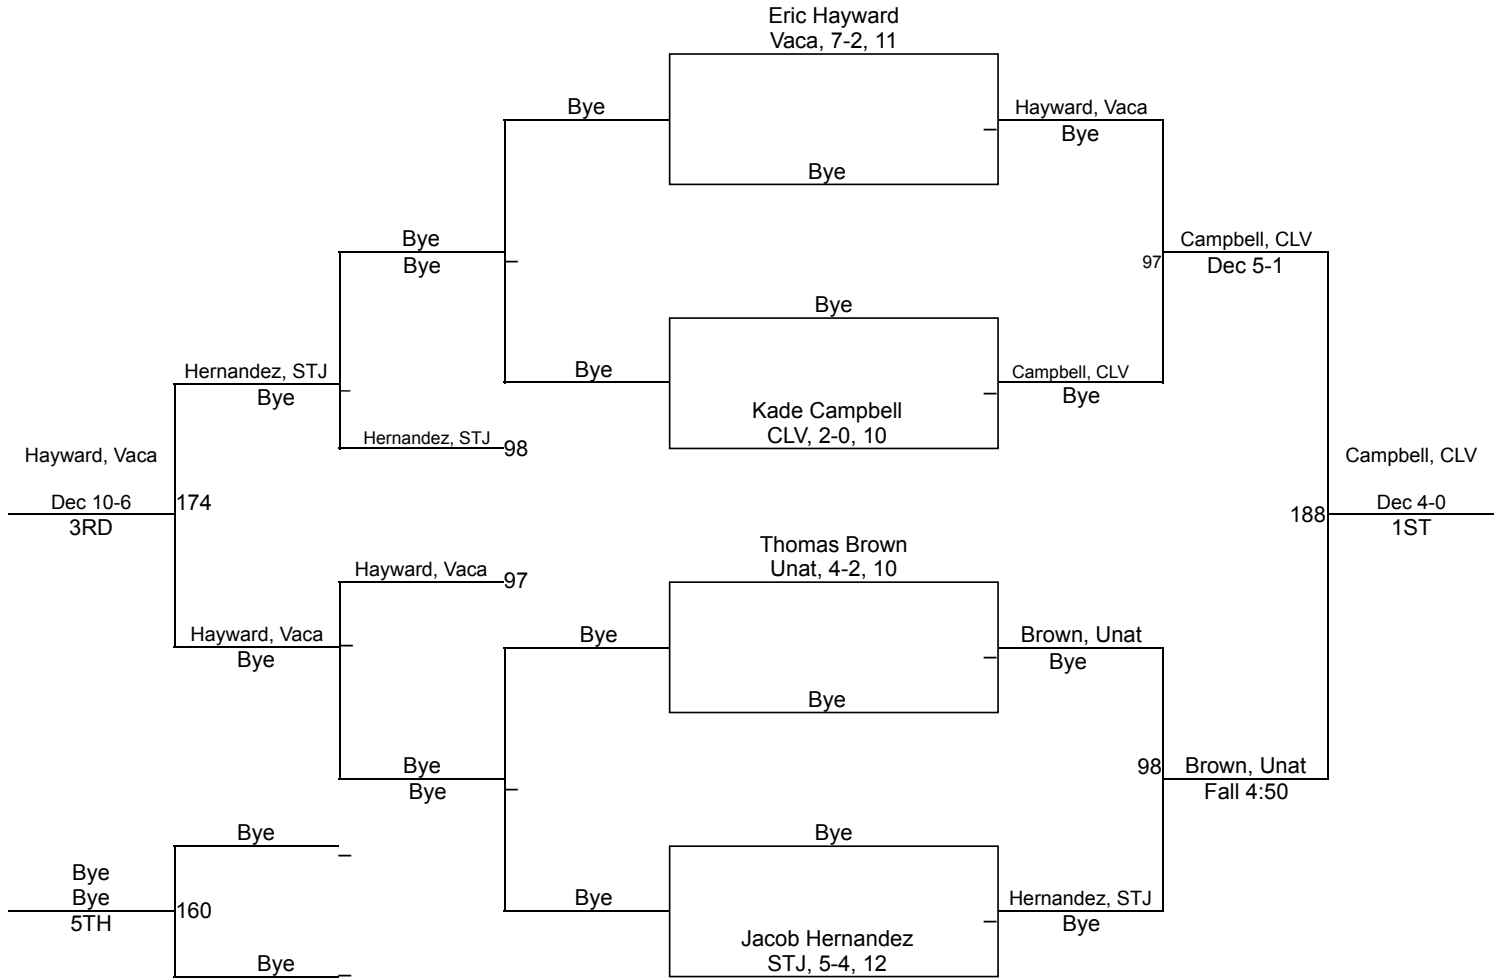 Eric Hayward
Vaca, 7-2, 11
Bye
Hayward, Vaca
Bye
Bye
Bye
Bye
Campbell, CLV
97
Dec 5-1
Bye
Hernandez, STJ
Bye
Bye
Campbell, CLV
Bye
Kade Campbell
CLV, 2-0, 10
Hernandez, STJ
98
Hayward, Vaca
Dec 10-6
174
3RD
Campbell, CLV
188
Dec 4-0
1ST
Thomas Brown
Unat, 4-2, 10
Hayward, Vaca
97
Hayward, Vaca
Bye
Bye
Brown, Unat
Bye
Bye
Bye
Bye
98
Brown, Unat
Fall 4:50
Bye
Bye
Bye
Bye
160
5TH
Bye
Bye
Hernandez, STJ
Bye
Jacob Hernandez
STJ, 5-4, 12
Bye